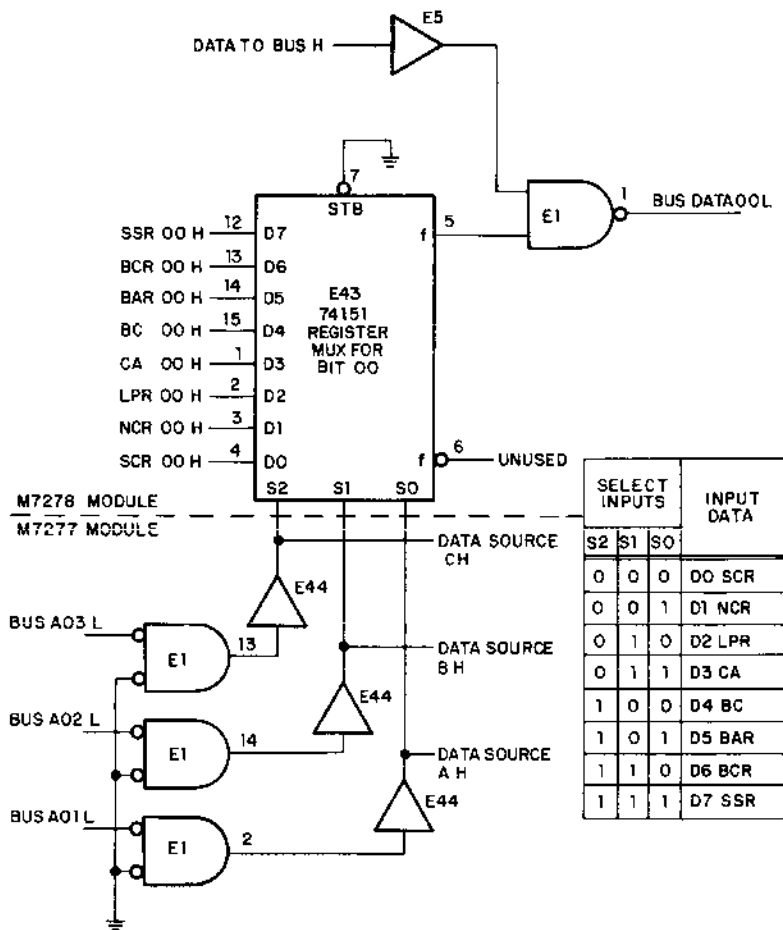 E5
DATA TO BUS H
7
STB
1
E1
BUS DATAOOL
SSR 00 H 12 D7
f 5
BCR 00 H 13 D6
BAR 00 H 14 D5
BC 00 H 15 D4
CA 00 H 1 D3
LPR 00 H 2 D2
NCR 00 H 3 D1
SCR 00 H 4 D0
E43
74151
REGISTER
MUX FOR
BIT 00
f 6 UNUSED
S2 S1 S0
M7278 MODULE
M7277 MODULE
DATA SOURCE
CH
E44
BUS A03 L
E1
13
DATA SOURCE
BH
E44
BUS A02 L
E1
14
DATA SOURCE
A H
E44
BUS A01 L
E1
2
SELECT
INPUTS
INPUT
DATA
S2 S1 S0
0 0 0 D0 SCR
0 0 1 D1 NCR
0 1 0 D2 LPR
0 1 1 D3 CA
1 0 0 D4 BC
1 0 1 D5 BAR
1 1 0 D6 BCR
1 1 1 D7 SSR